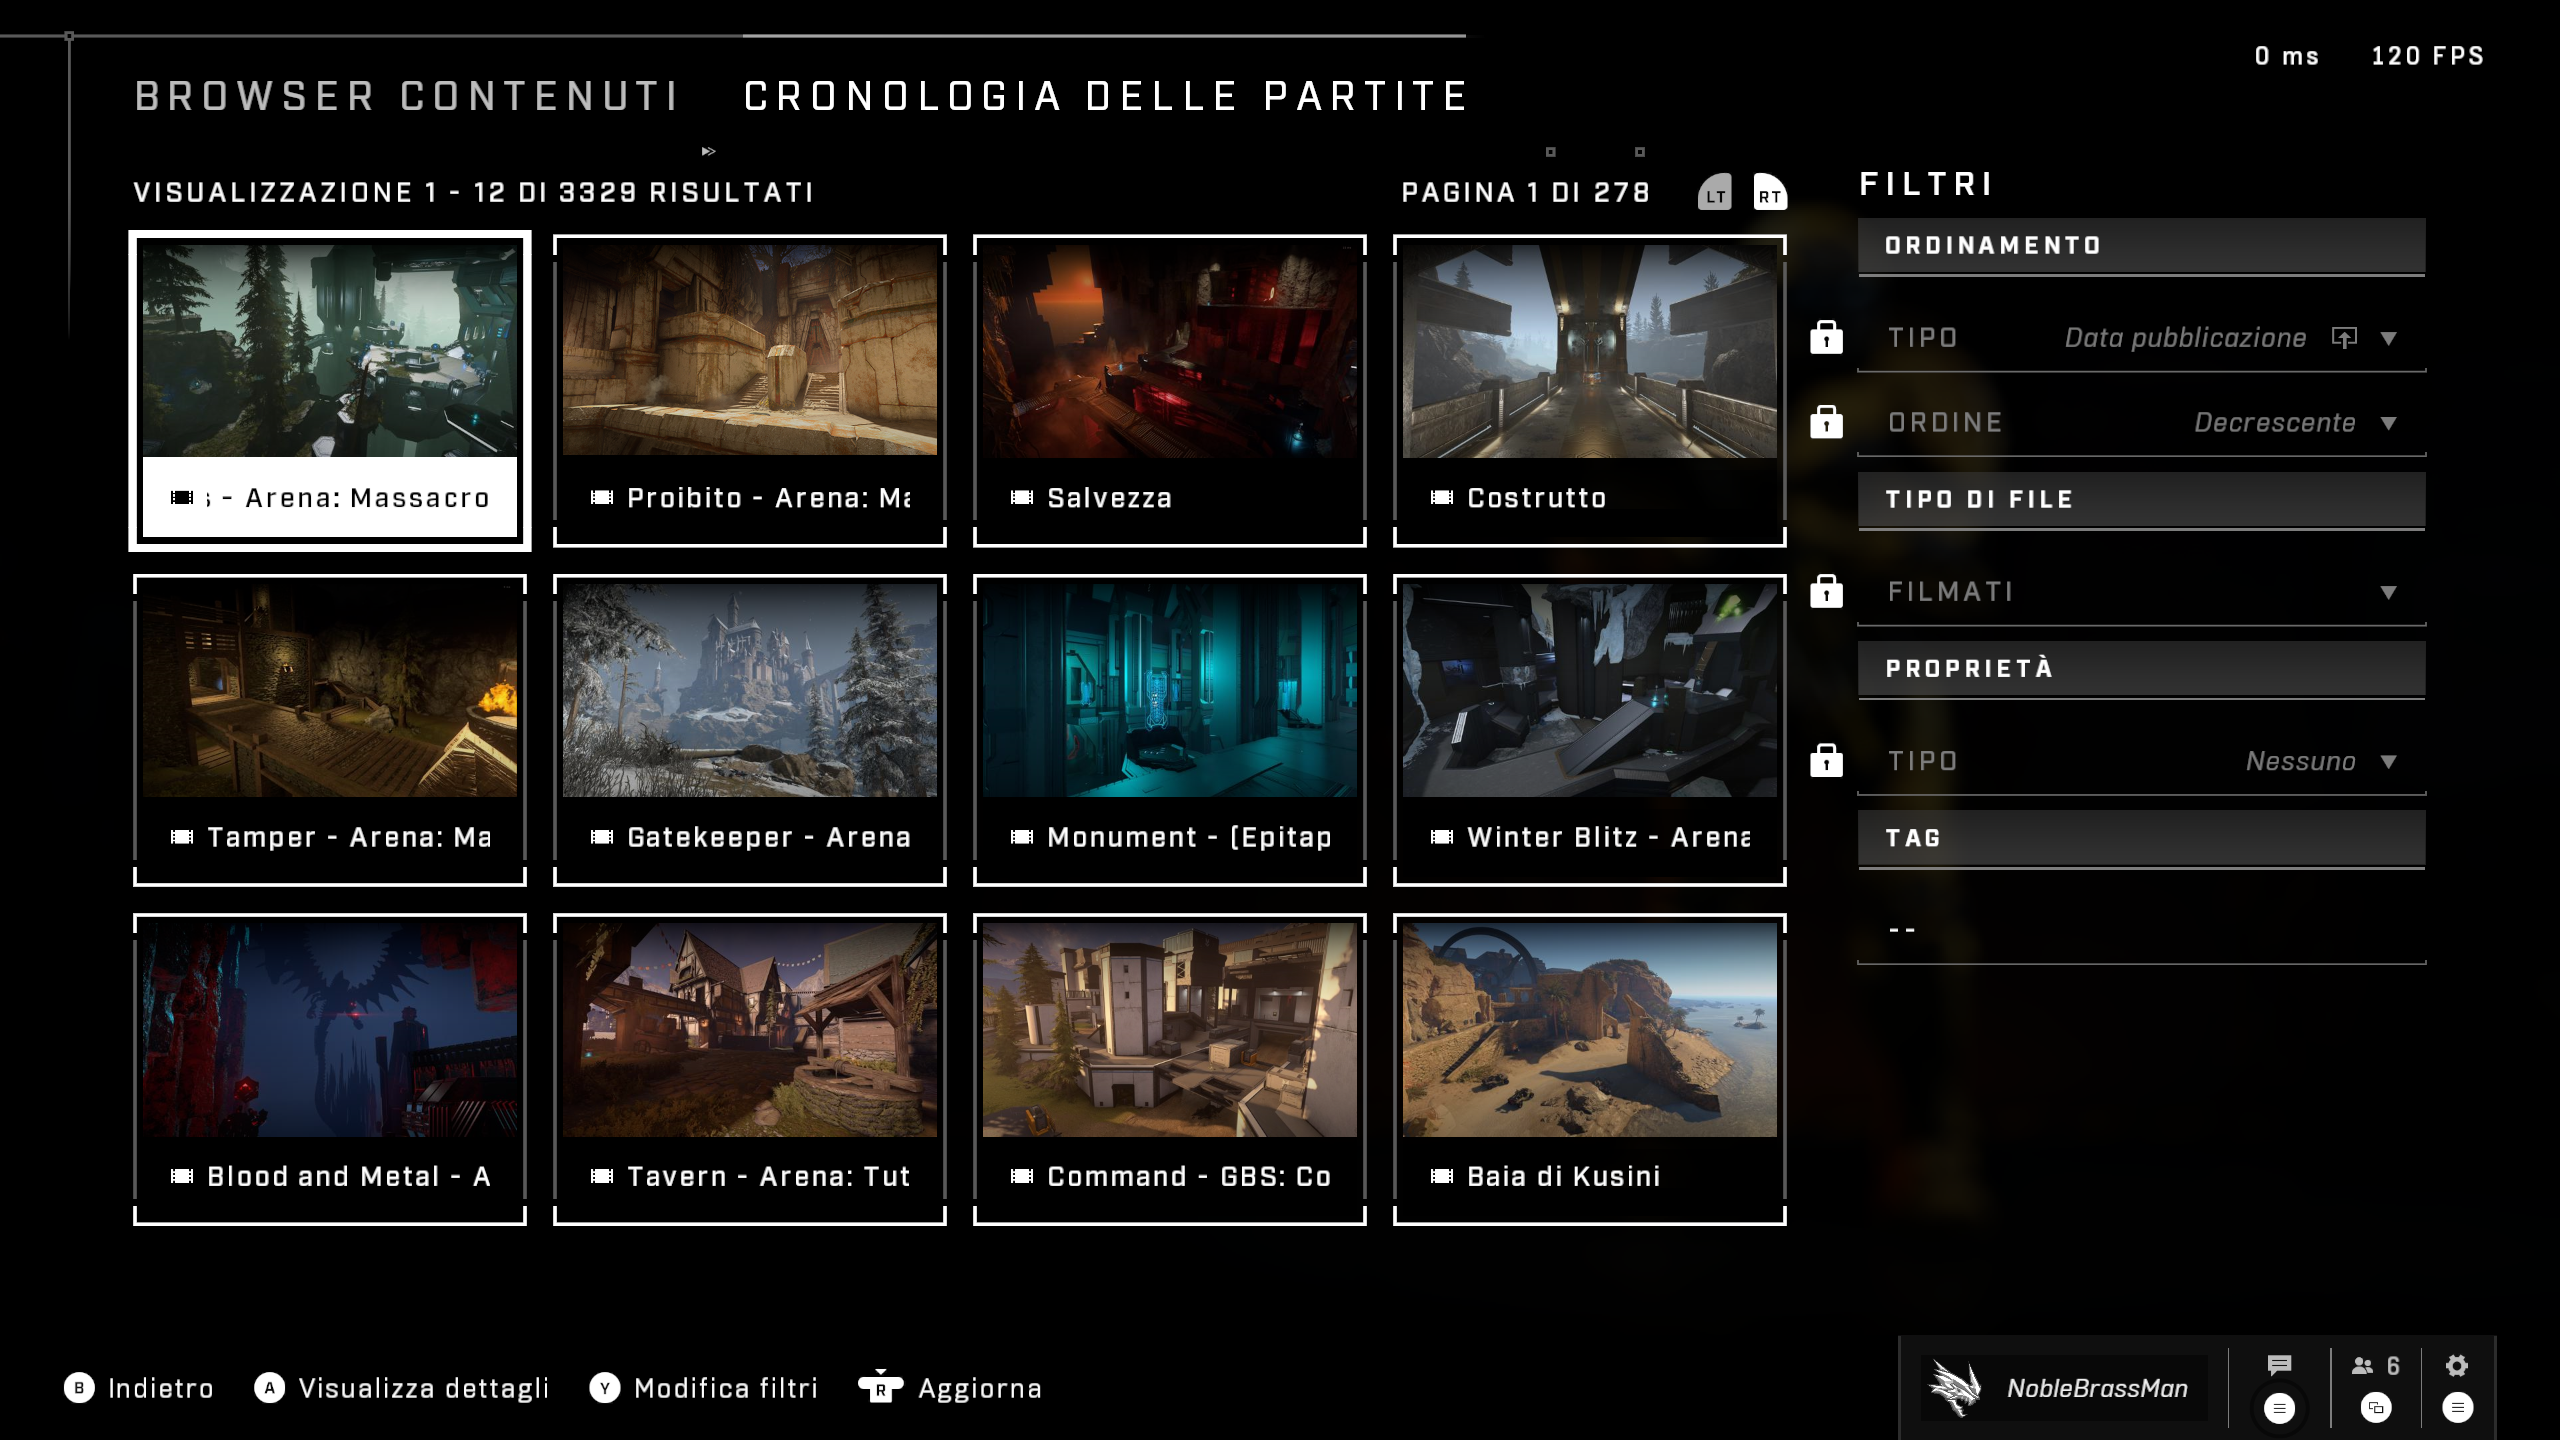 0 ms 120 FPS
BROWSER CONTENUTI CRONOLOGIA DELLE PARTITE
VISUALIZZAZIONE 1 - 12 DI 3329 RISULTATI
PAGINA 1 DI 278 LT RT
- Arena: Massacro
Proibito - Arena: Ma
Salvezza
Costrutto
Tamper - Arena: Ma
Gatekeeper - Arena
Monument - (Epitap
Winter Blitz - Arena
Blood and Metal - A
Tavern - Arena: Tut
Command - GBS: Co
Baia di Kusini
FILTRI
ORDINAMENTO
TIPO Data pubblicazione
ORDINE Decrescente
TIPO DI FILE
FILMATI
PROPRIETÀ
TIPO Nessuno
TAG
--
B Indietro A Visualizza dettagli Y Modifica filtri R Aggiorna
NobleBrassMan 6